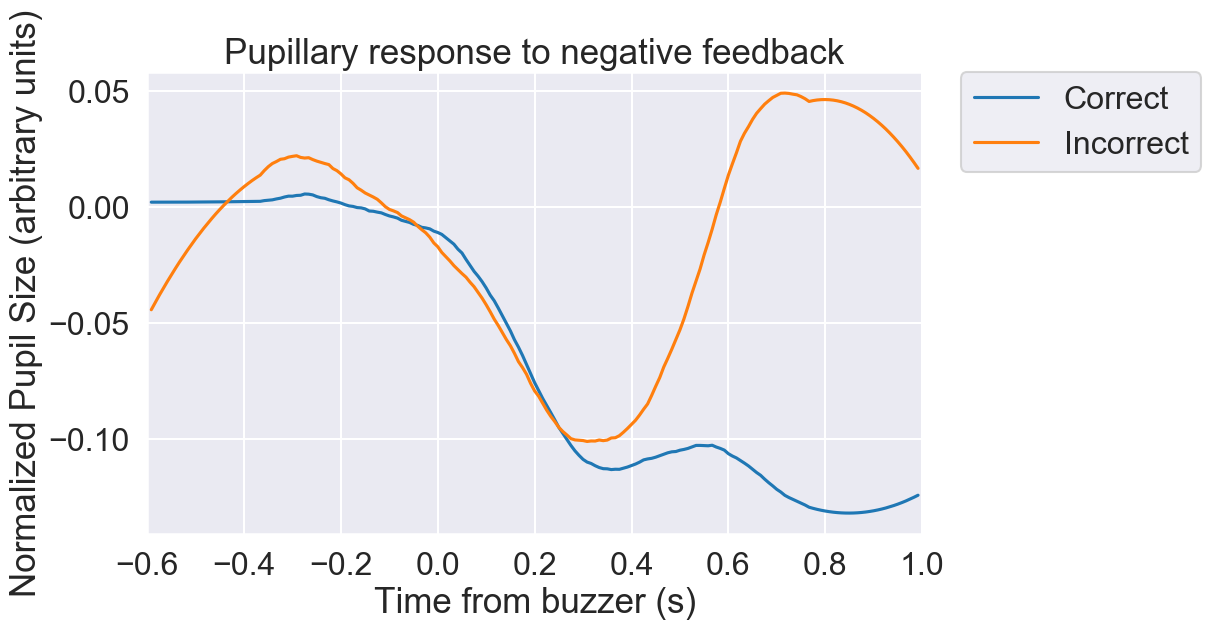 Pupillary response to negative feedback
Normalized Pupil Size (arbitrary units)
0.05
0.00
−0.05
−0.10
−0.6 −0.4 −0.2 0.0 0.2 0.4 0.6 0.8 1.0
Time from buzzer (s)
Correct
Incorrect